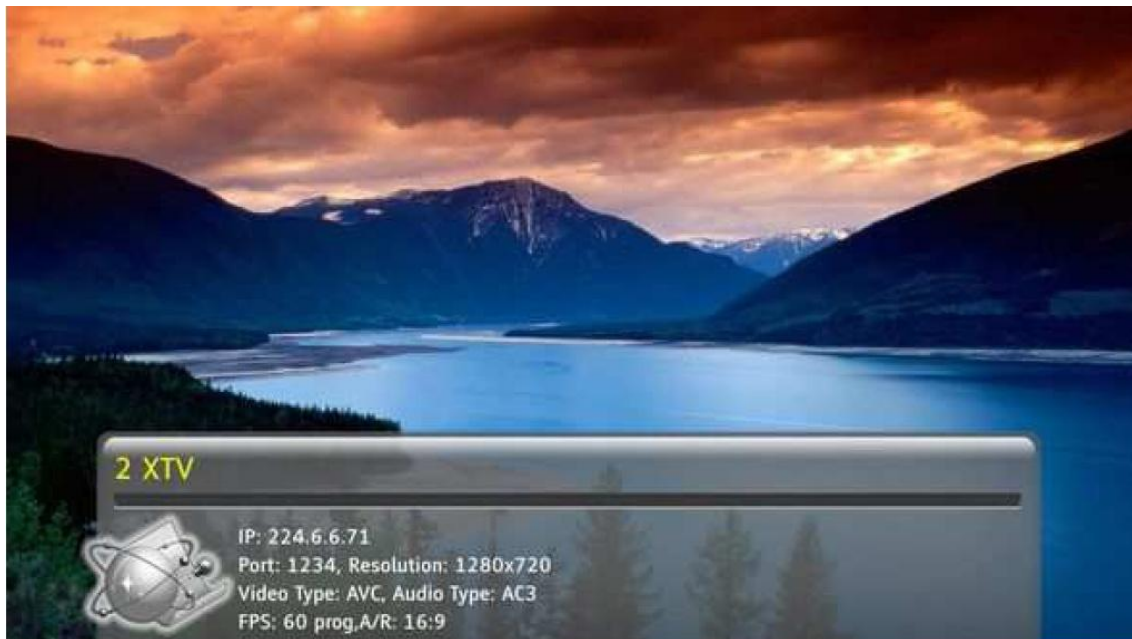 2 XTV
IP: 224.6.6.71
Port: 1234, Resolution: 1280x720
Video Type: AVC, Audio Type: AC3
FPS: 60 prog,A/R: 16:9